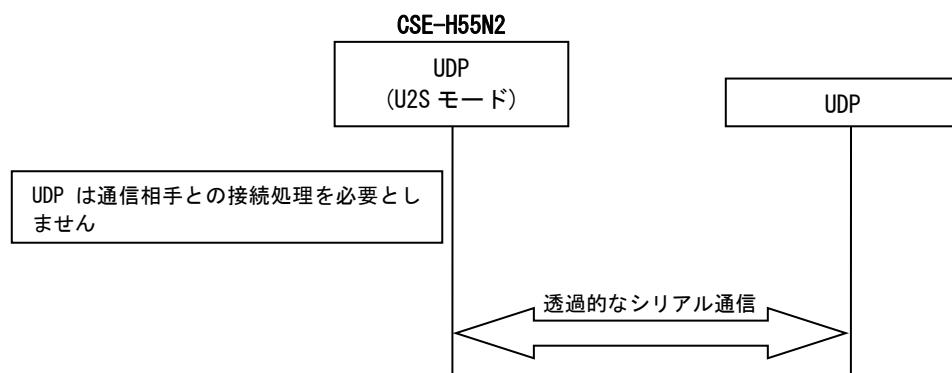 CSE-H55N2
UDP
(U2S モード)
UDP
UDP は通信相手との接続処理を必要とし
ません
透過的なシリアル通信